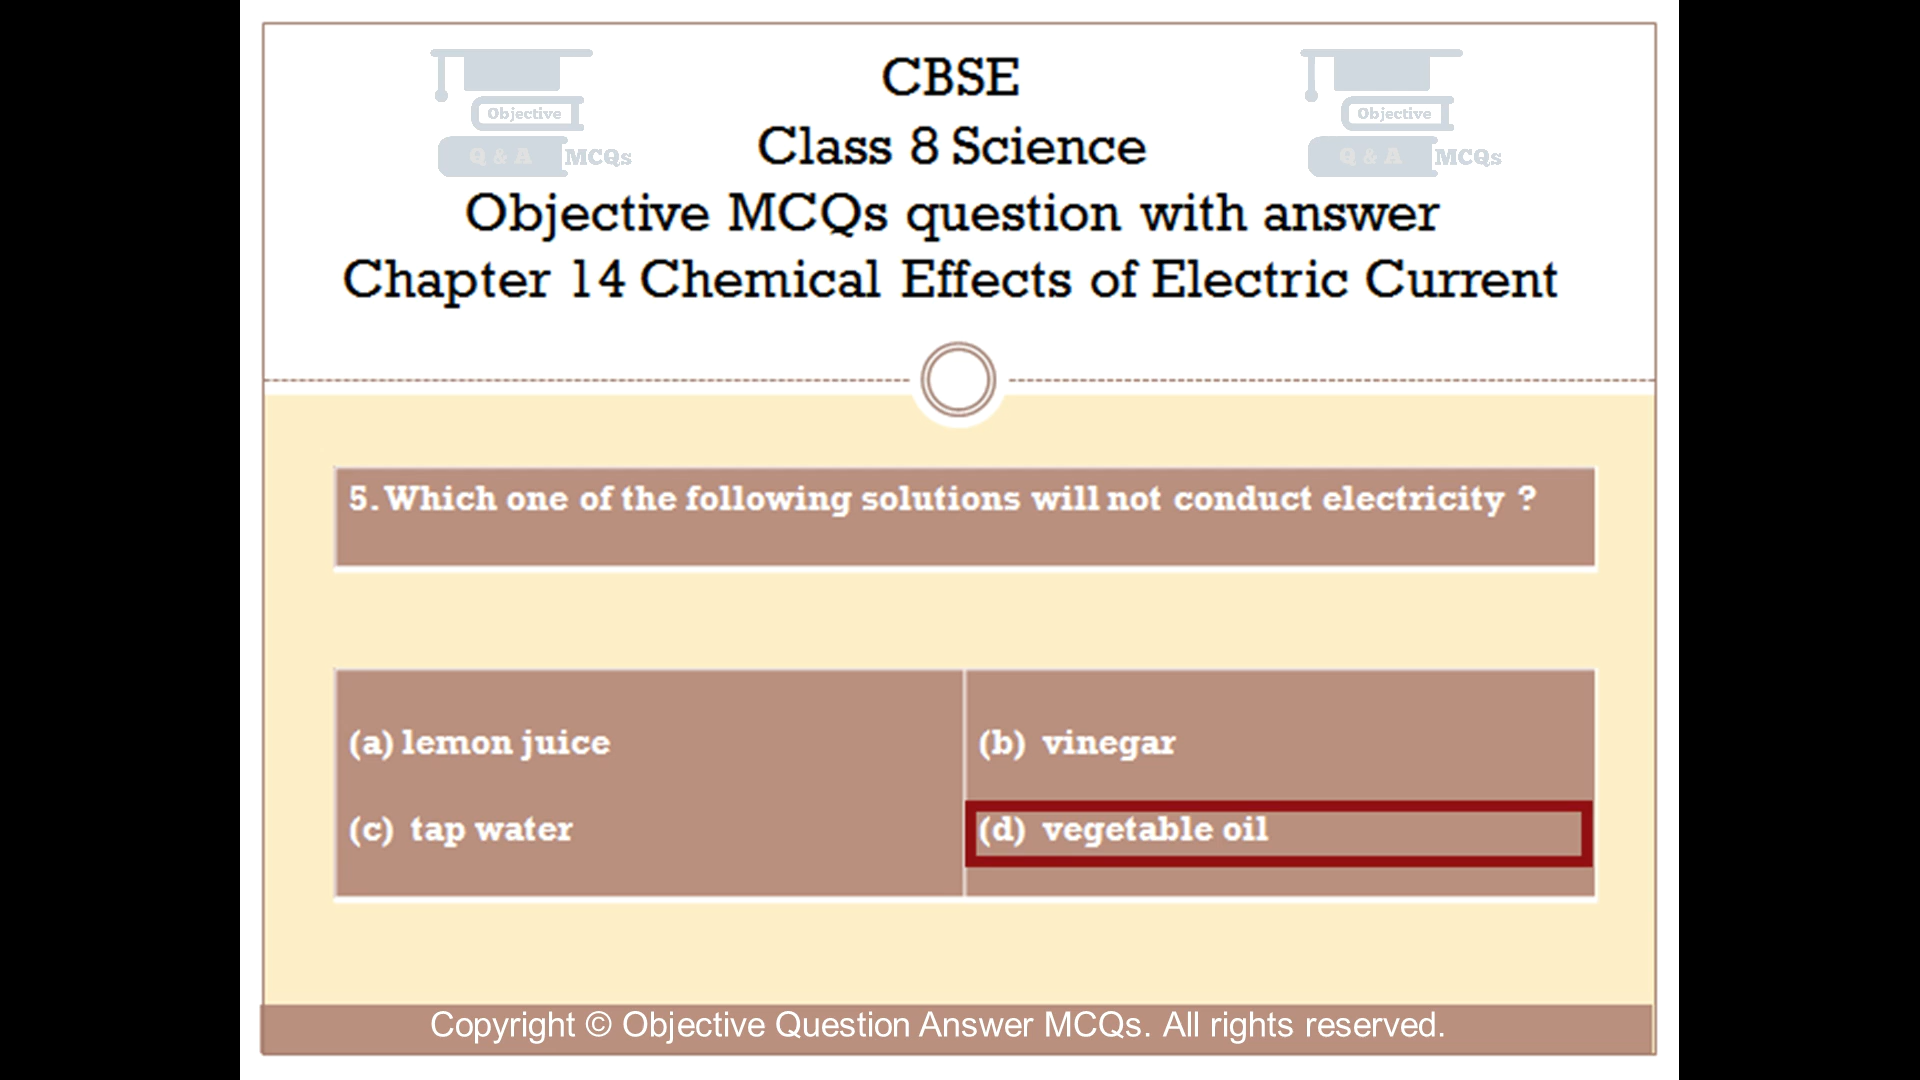 CBSE
Class 8 Science
Objective MCQs question with answer
Chapter 14 Chemical Effects of Electric Current
Objective
Q & A MCQs
Objective
Q & A MCQs
5. Which one of the following solutions will not conduct electricity ?
(a) lemon juice
(b) vinegar
(c) tap water
(d) vegetable oil
Copyright © Objective Question Answer MCQs. All rights reserved.